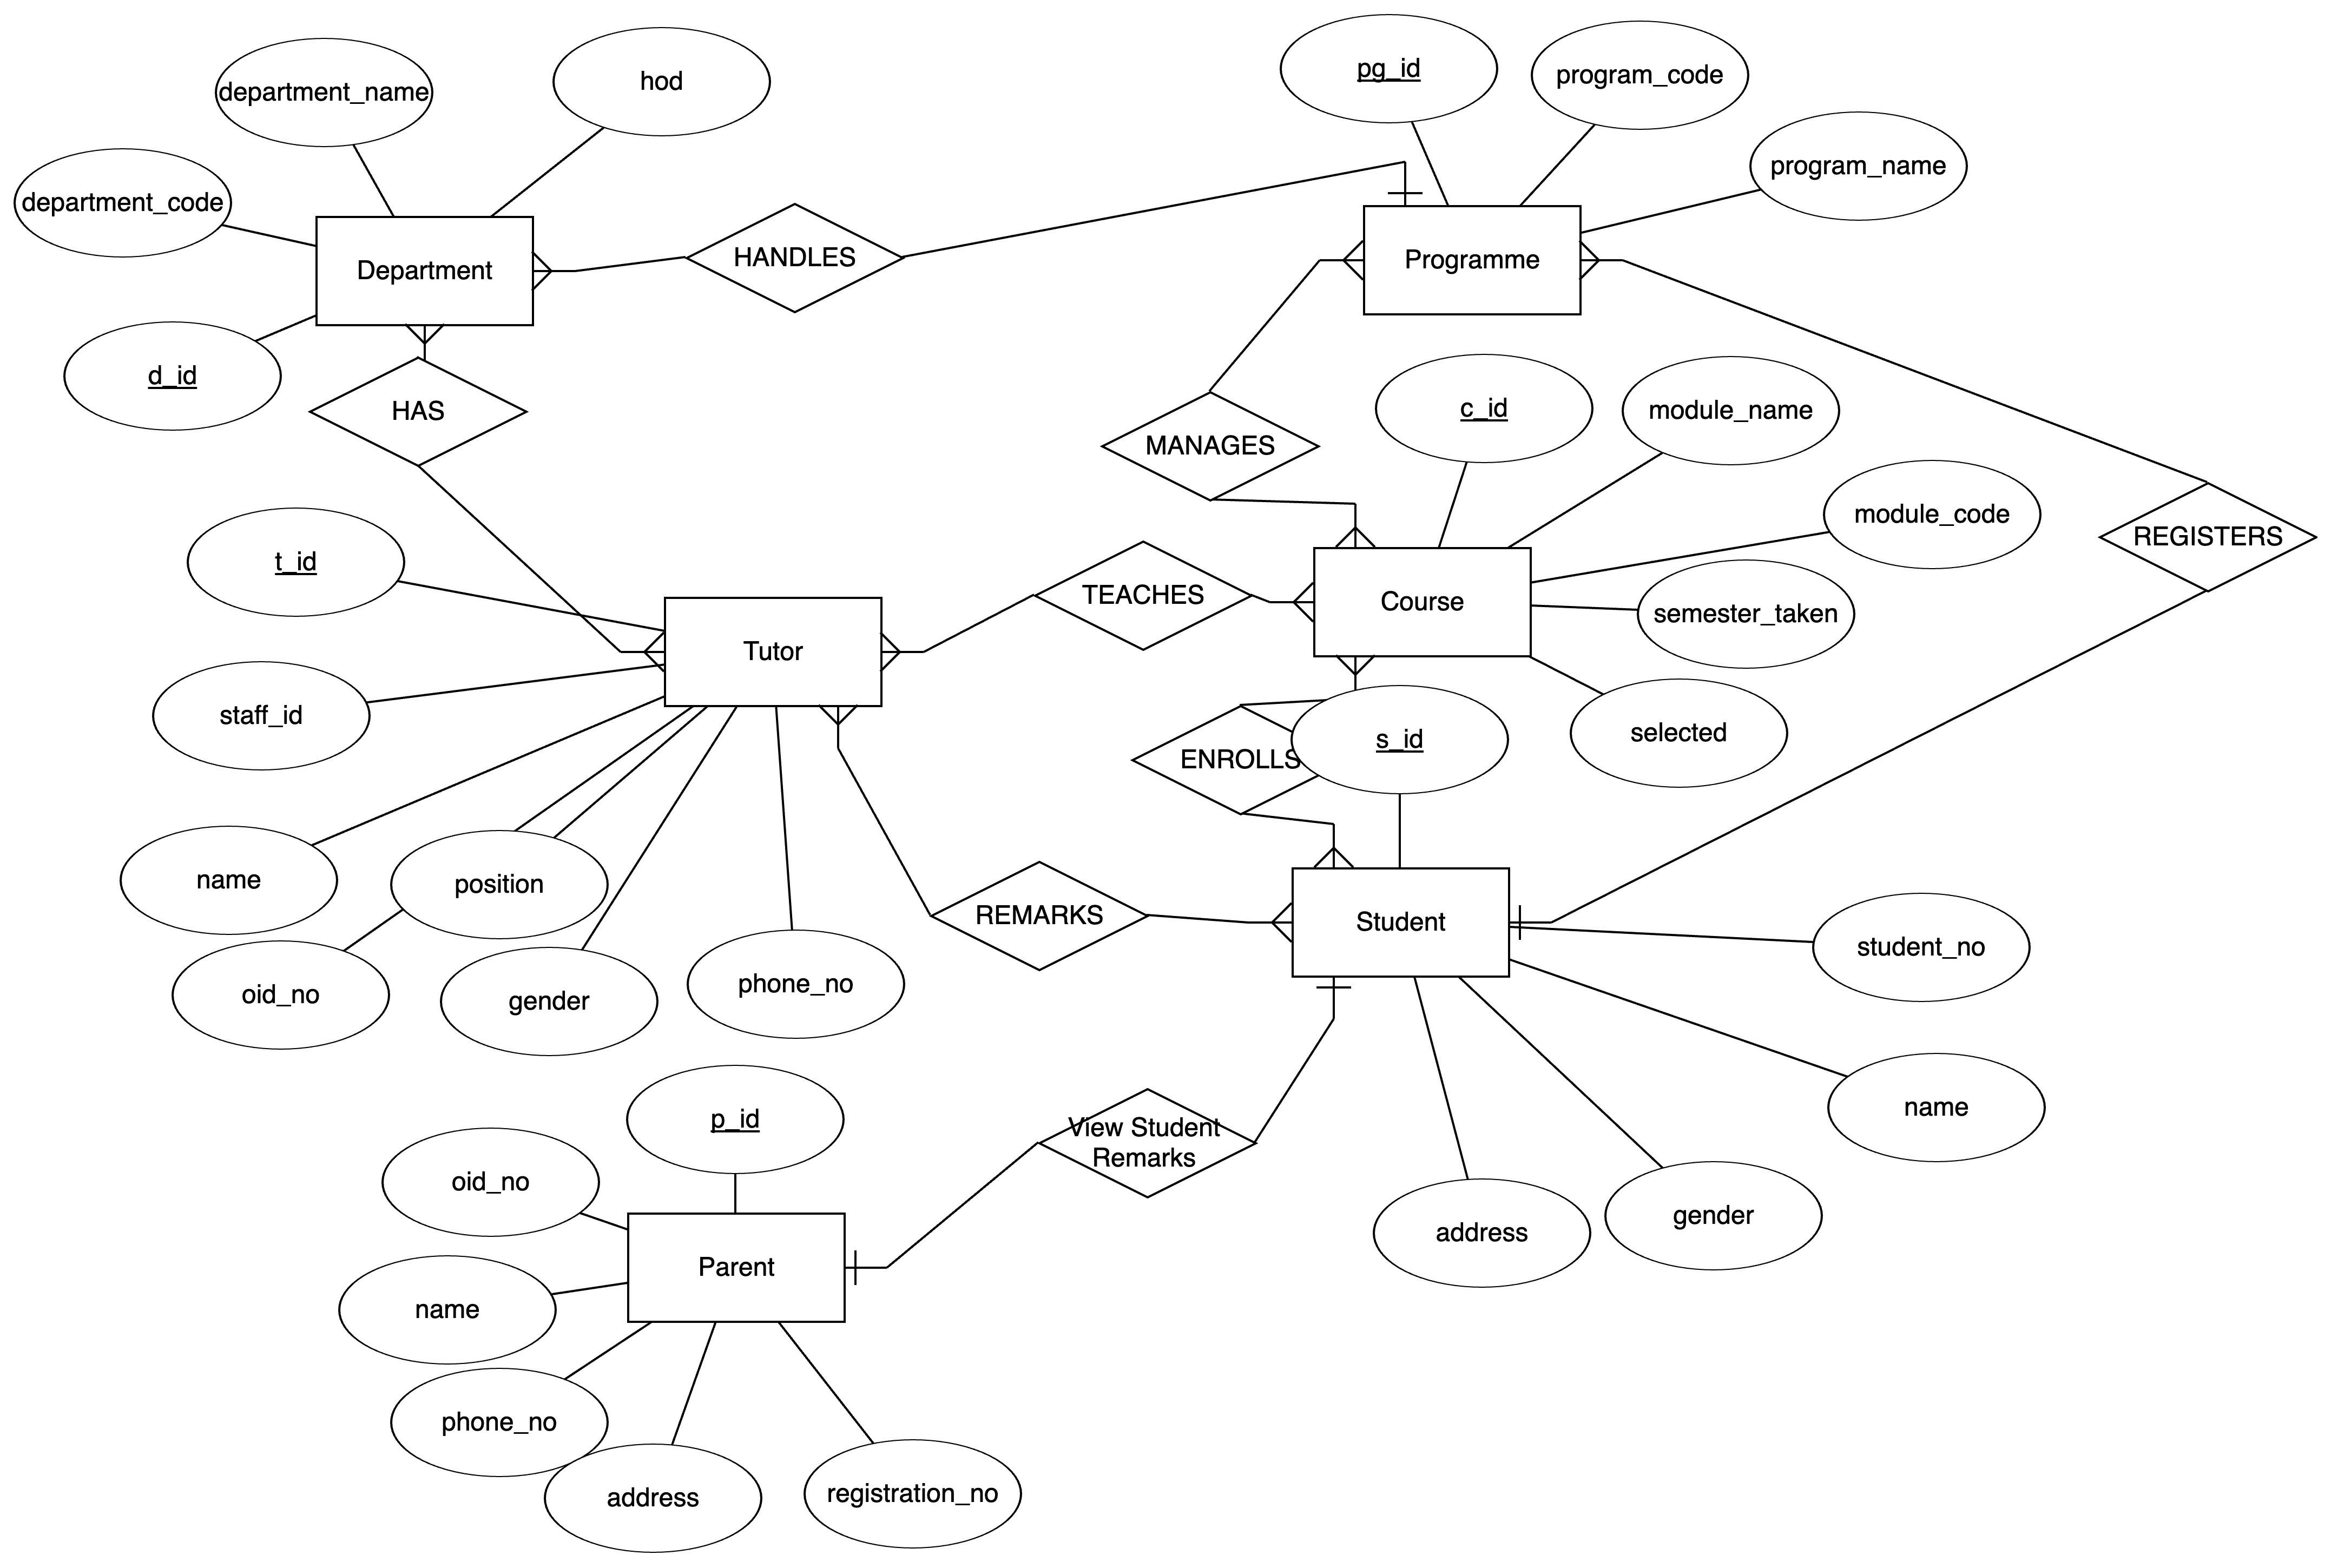 pg_id
program_code
hod
department_name
program_name
department_code
HANDLES
Programme
Department
d_id
c_id
module_name
HAS
MANAGES
module_code
REGISTERS
t_id
TEACHES
Course
semester_taken
Tutor
staff_id
selected
s_id
ENROLLS
name
position
REMARKS
Student
student_no
oid_no
gender
phone_no
name
p_id
View Student
Remarks
oid_no
gender
address
Parent
name
phone_no
registration_no
address